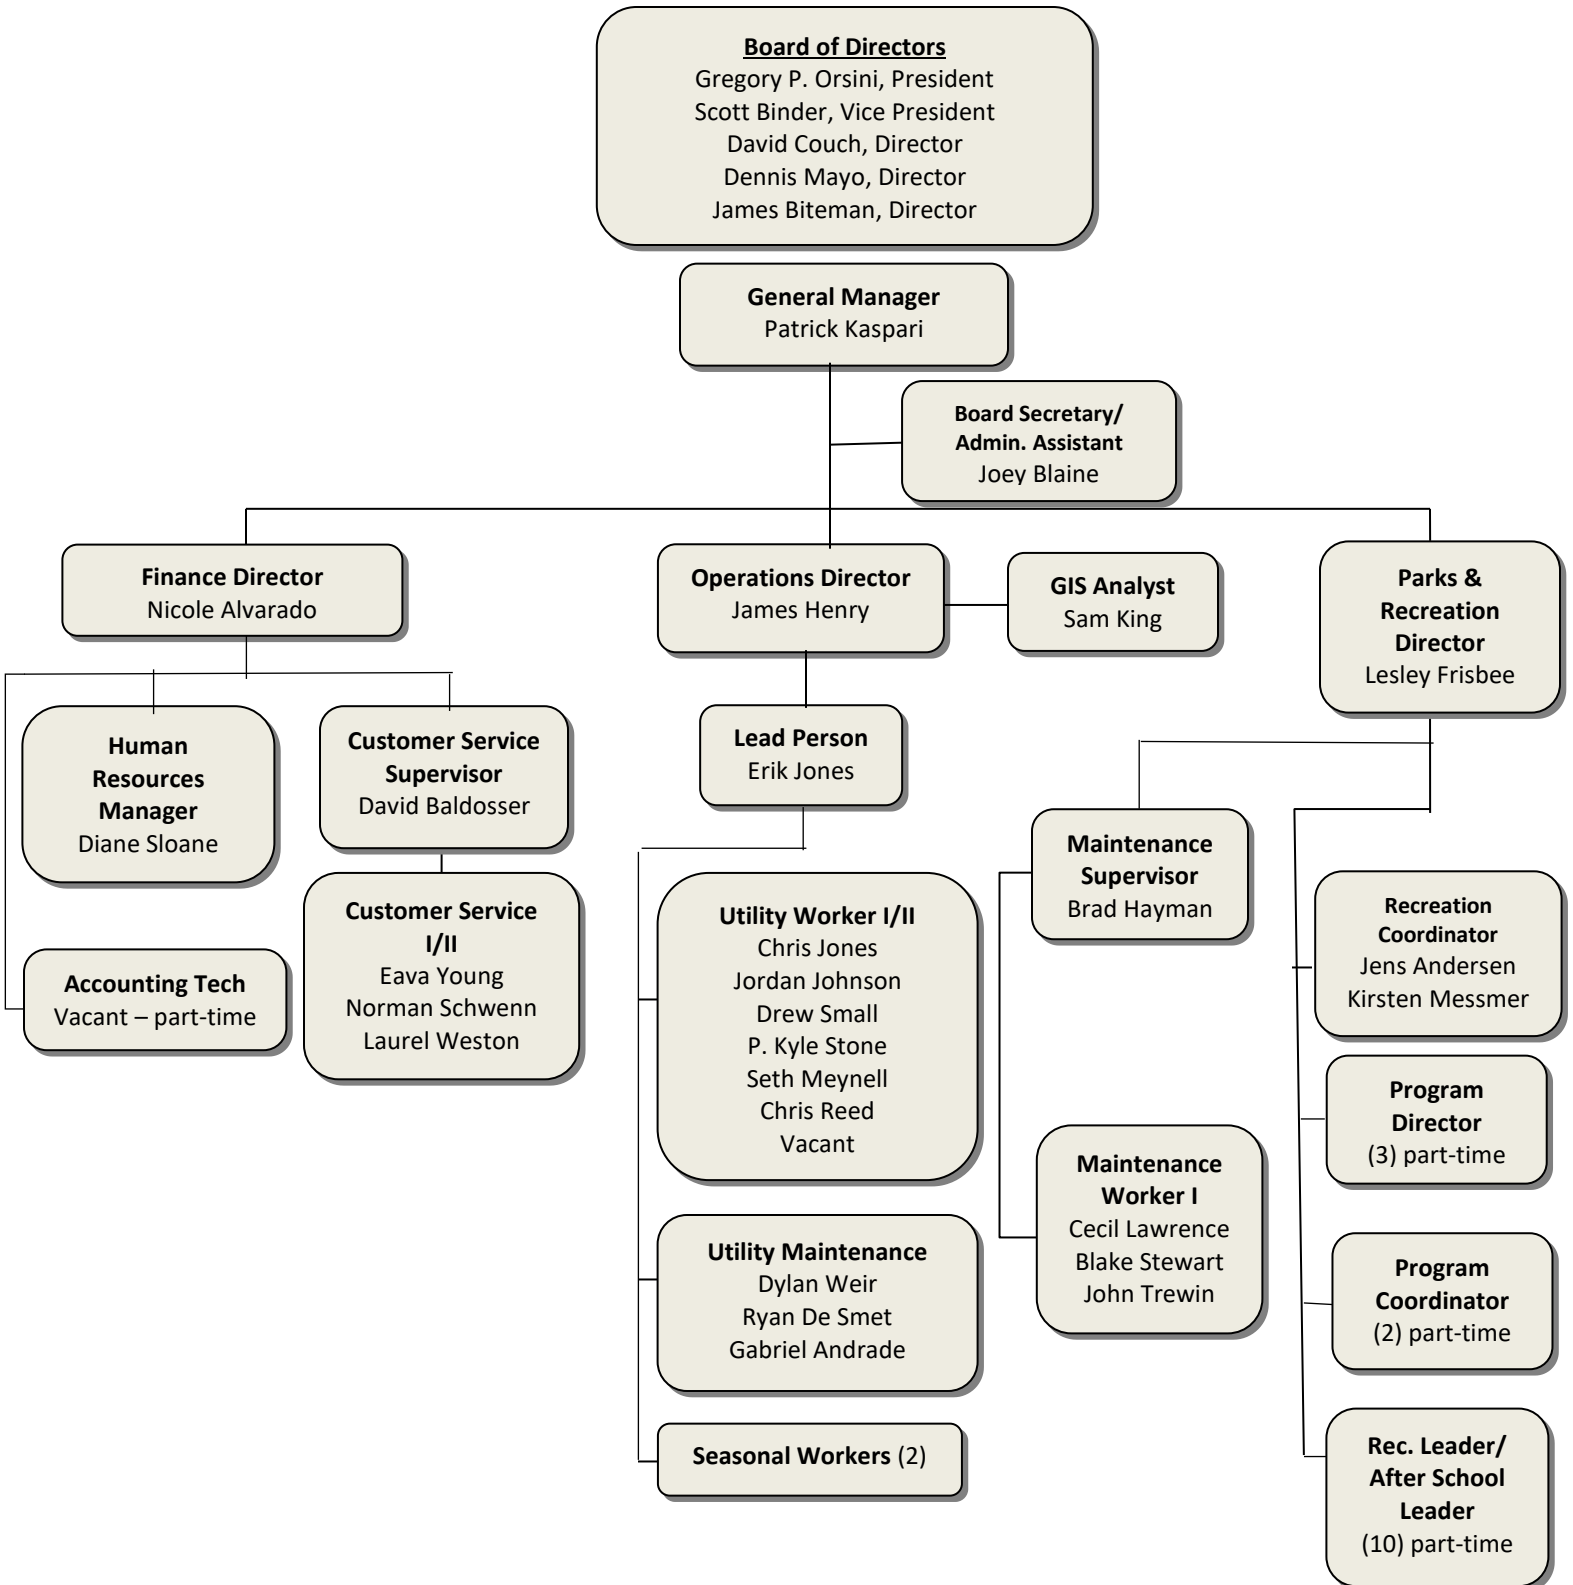 Board of Directors
Gregory P. Orsini, President
Scott Binder, Vice President
David Couch, Director
Dennis Mayo, Director
James Biteman, Director
General Manager
Patrick Kaspari
Board Secretary/
Admin. Assistant
Joey Blaine
Finance Director
Nicole Alvarado
Operations Director
James Henry
GIS Analyst
Sam King
Parks &
Recreation
Director
Lesley Frisbee
Human
Resources
Manager
Diane Sloane
Customer Service
Supervisor
David Baldosser
Lead Person
Erik Jones
Maintenance
Supervisor
Brad Hayman
Accounting Tech
Vacant – part-time
Customer Service
I/II
Eava Young
Norman Schwenn
Laurel Weston
Utility Worker I/II
Chris Jones
Jordan Johnson
Drew Small
P. Kyle Stone
Seth Meynell
Chris Reed
Vacant
Recreation
Coordinator
Jens Andersen
Kirsten Messmer
Program
Director
(3) part-time
Maintenance
Worker I
Cecil Lawrence
Blake Stewart
John Trewin
Utility Maintenance
Dylan Weir
Ryan De Smet
Gabriel Andrade
Program
Coordinator
(2) part-time
Seasonal Workers (2)
Rec. Leader/
After School
Leader
(10) part-time